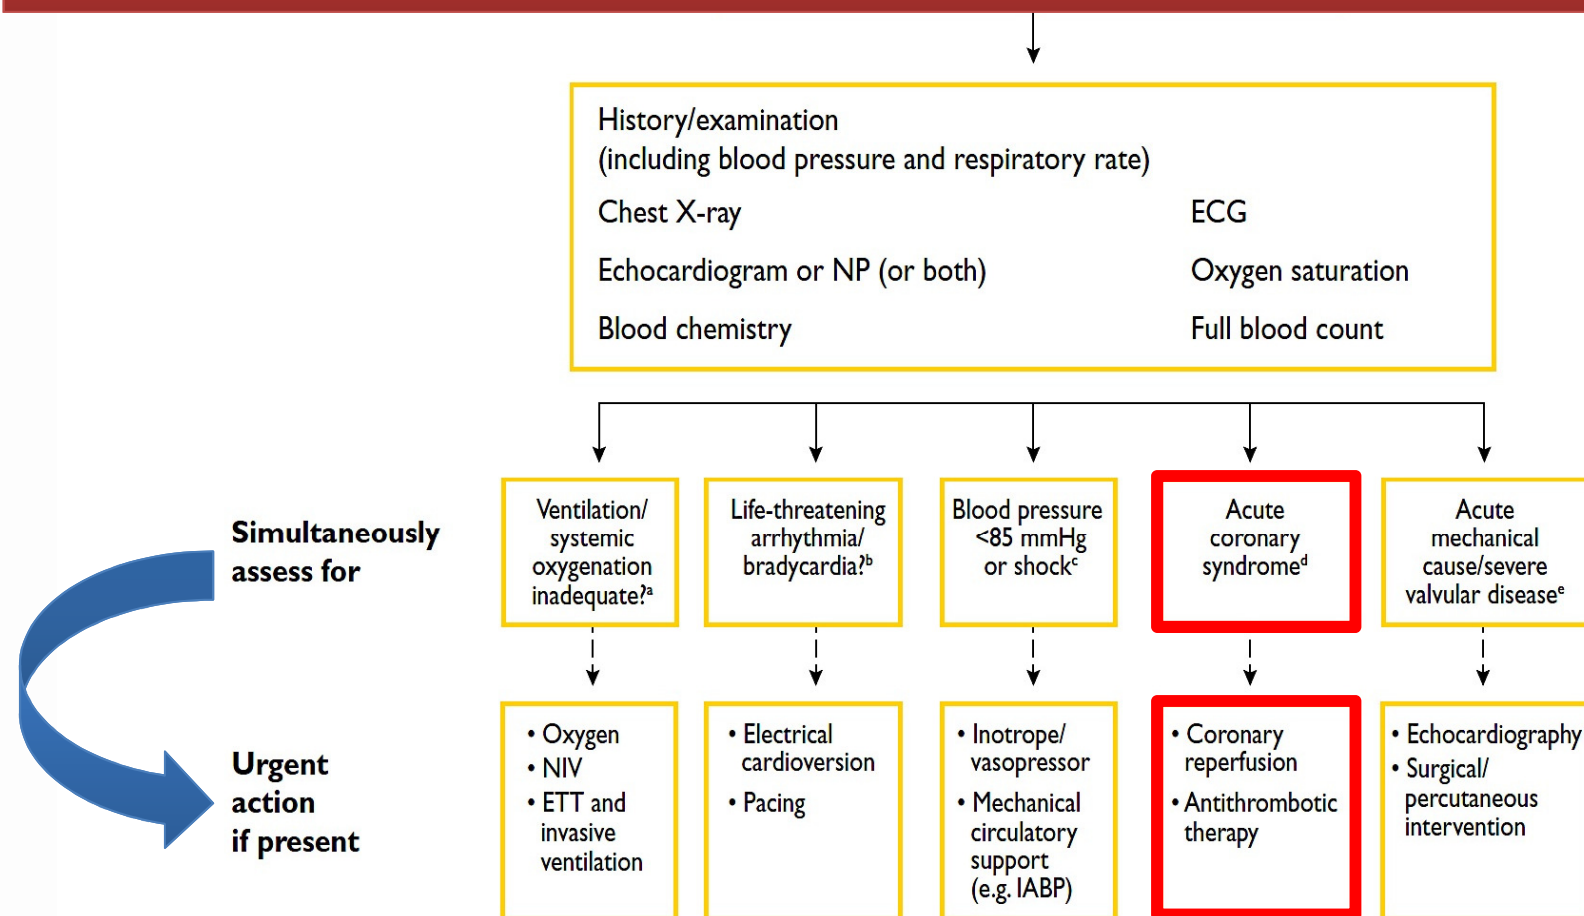 History/examination
(including blood pressure and respiratory rate)
Chest X-ray
ECG
Echocardiogram or NP (or both)
Oxygen saturation
Blood chemistry
Full blood count
Simultaneously
assess for
Ventilation/
systemic
oxygenation
inadequate?ᵃ
Life-threatening
arrhythmia/
bradycardia?ᵇ
Blood pressure
<85 mmHg
or shockᶜ
Acute
coronary
syndromeᵈ
Acute
mechanical
cause/severe
valvular diseaseᵉ
Urgent
action
if present
• Oxygen
• NIV
• ETT and
invasive
ventilation
• Electrical
cardioversion
• Pacing
• Inotrope/
vasopressor
• Mechanical
circulatory
support
(e.g. IABP)
• Coronary
reperfusion
• Antithrombotic
therapy
• Echocardiography
• Surgical/
percutaneous
intervention